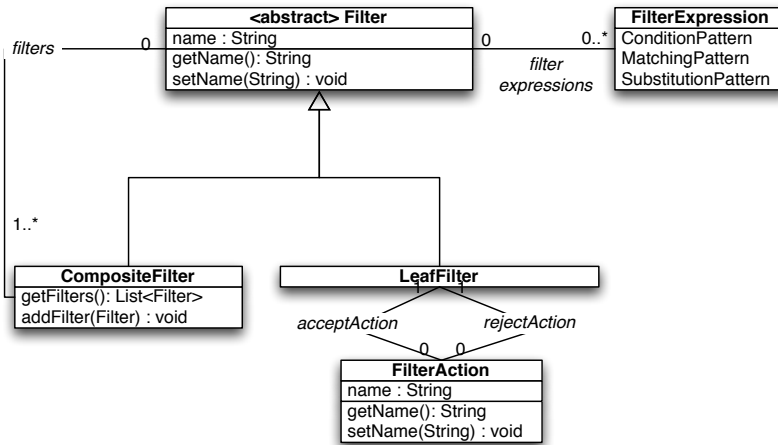 <abstract> Filter
name : String
getName(): String
setName(String) : void
FilterExpression
ConditionPattern
MatchingPattern
SubstitutionPattern
filters
0
0
0..*
filter
expressions
1..*
CompositeFilter
getFilters(): List<Filter>
addFilter(Filter) : void
LeafFilter
1
1
acceptAction
rejectAction
0
0
FilterAction
name : String
getName(): String
setName(String) : void